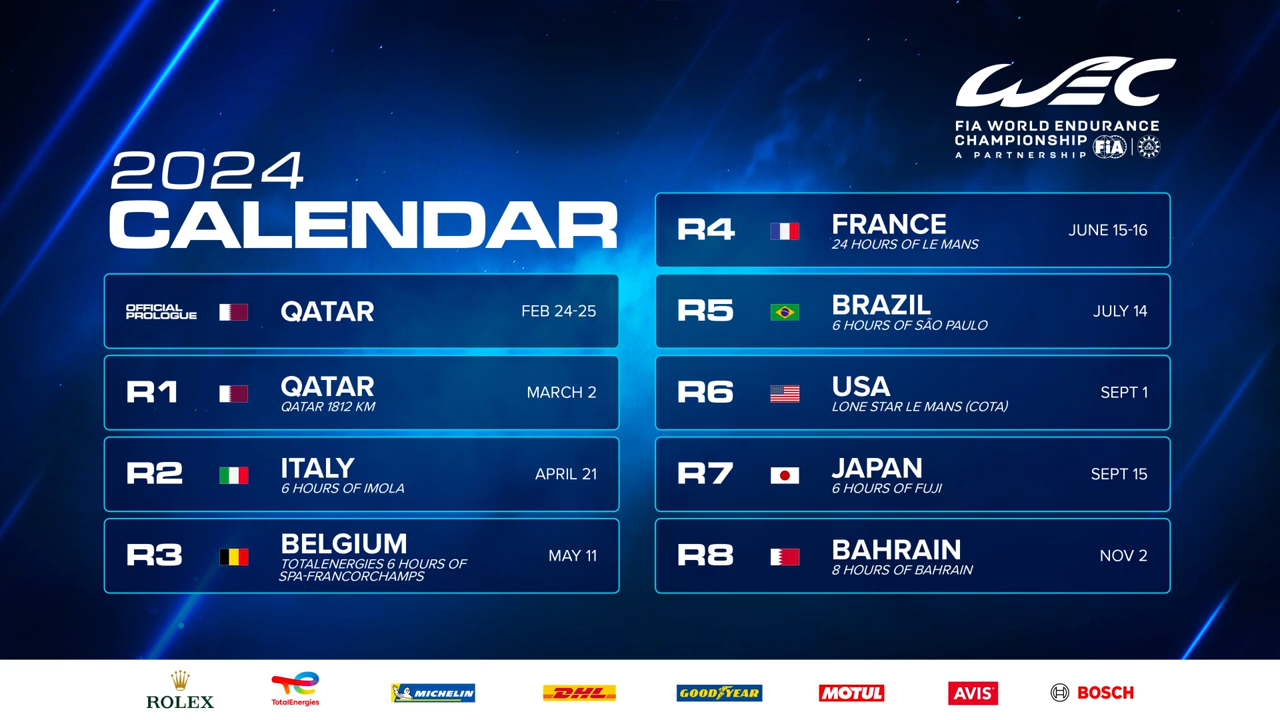 WEC
FIA WORLD ENDURANCE
CHAMPIONSHIP
A PARTNERSHIP FIA
2024
CALENDAR
OFFICIAL
PROLOGUE
QATAR
FEB 24-25
R1
QATAR
QATAR 1812 KM
MARCH 2
R2
ITALY
6 HOURS OF IMOLA
APRIL 21
R3
BELGIUM
TOTALENERGIES 6 HOURS OF
SPA-FRANCORCHAMPS
MAY 11
R4
FRANCE
24 HOURS OF LE MANS
JUNE 15-16
R5
BRAZIL
6 HOURS OF SÃO PAULO
JULY 14
R6
USA
LONE STAR LE MANS (COTA)
SEPT 1
R7
JAPAN
6 HOURS OF FUJI
SEPT 15
R8
BAHRAIN
8 HOURS OF BAHRAIN
NOV 2
ROLEX
TotalEnergies
MICHELIN
DHL
GOODYEAR
MOTUL
AVIS
BOSCH